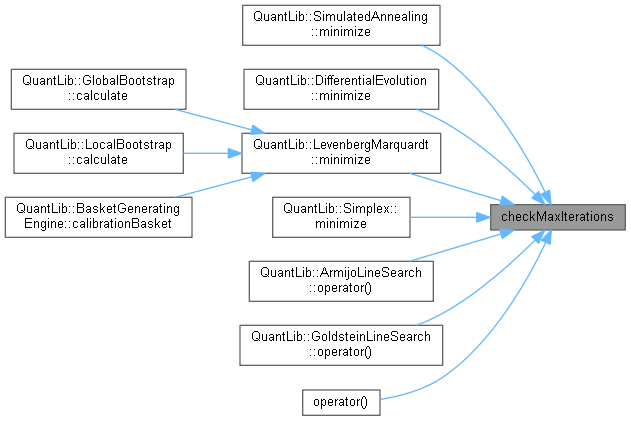 QuantLib::SimulatedAnnealing
::minimize
QuantLib::GlobalBootstrap
::calculate
QuantLib::DifferentialEvolution
::minimize
QuantLib::LocalBootstrap
::calculate
QuantLib::LevenbergMarquardt
::minimize
QuantLib::BasketGenerating
Engine::calibrationBasket
QuantLib::Simplex::
minimize
checkMaxIterations
QuantLib::ArmijoLineSearch
::operator()
QuantLib::GoldsteinLineSearch
::operator()
operator()